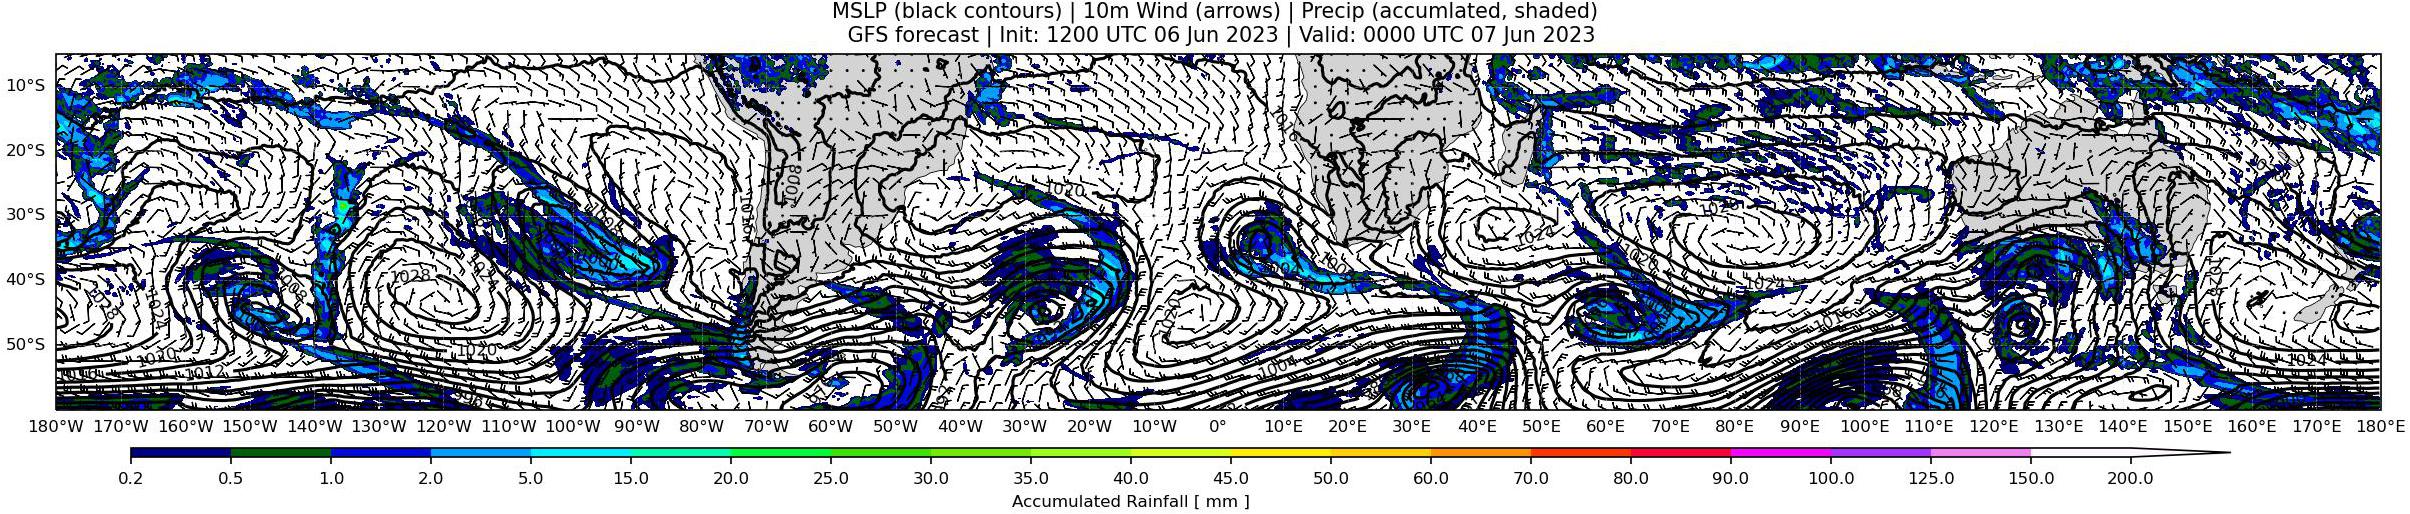 MSLP (black contours) | 10m Wind (arrows) | Precip (accumlated, shaded)
GFS forecast | Init: 1200 UTC 06 Jun 2023 | Valid: 0000 UTC 07 Jun 2023
10°S
20°S
30°S
40°S
50°S
1016
1008
1020
1016
1020
1024
1028
1024
1020
1012
1020
1024
1004
1016
1024
180°W 170°W 160°W 150°W 140°W 130°W 120°W 110°W 100°W 90°W 80°W 70°W 60°W 50°W 40°W 30°W 20°W 10°W 0° 10°E 20°E 30°E 40°E 50°E 60°E 70°E 80°E 90°E 100°E 110°E 120°E 130°E 140°E 150°E 160°E 170°E 180°E
0.2 0.5 1.0 2.0 5.0 15.0 20.0 25.0 30.0 35.0 40.0 45.0 50.0 60.0 70.0 80.0 90.0 100.0 125.0 150.0 200.0
Accumulated Rainfall [ mm ]